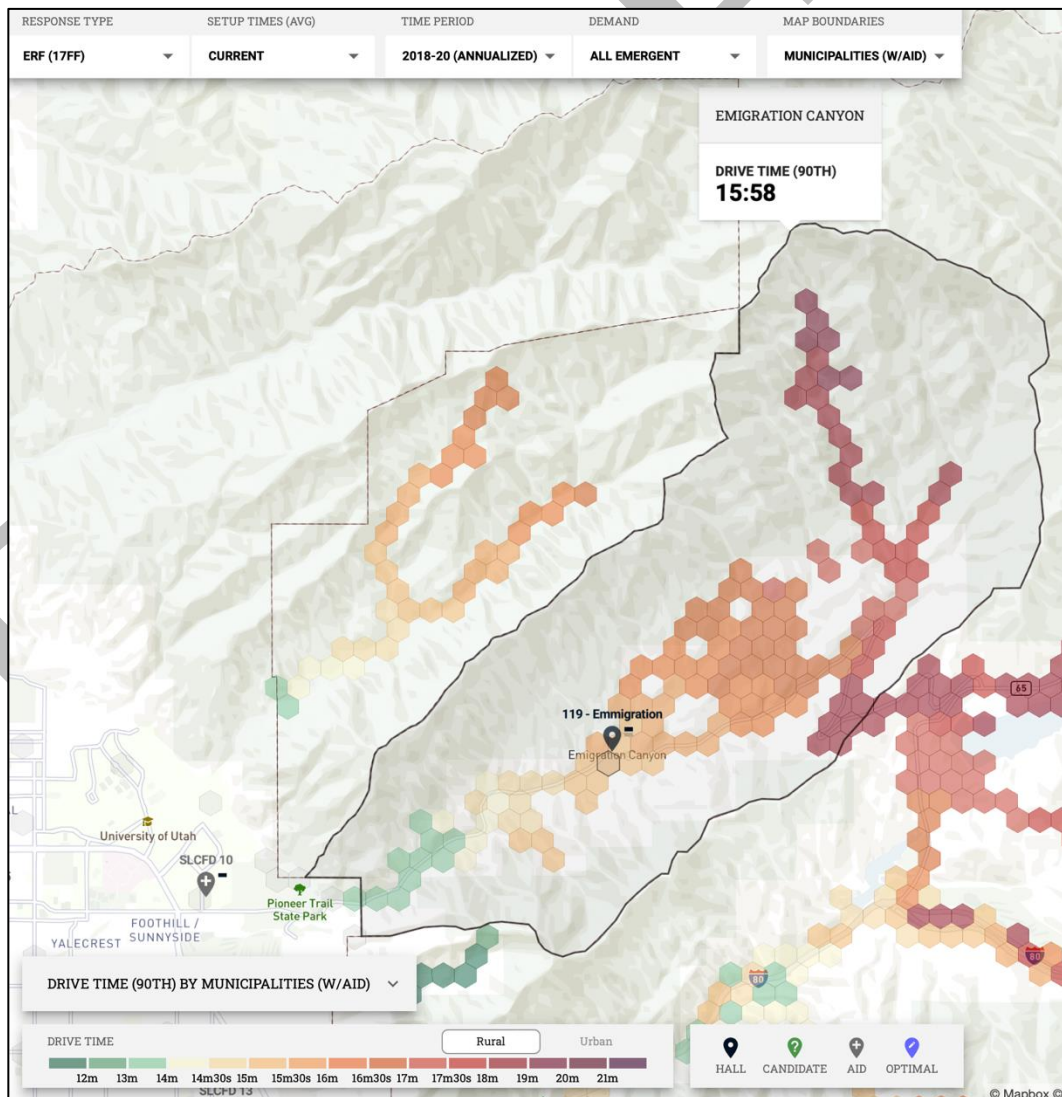 RESPONSE TYPE
SETUP TIMES (AVG)
TIME PERIOD
DEMAND
MAP BOUNDARIES
ERF (17FF)
CURRENT
2018-20 (ANNUALIZED)
ALL EMERGENT
MUNICIPALITIES (W/AID)
EMIGRATION CANYON
DRIVE TIME (90TH)
15:58
65
119 - Emmigration
Emigration Canyon
University of Utah
SLCFD 10
Pioneer Trail
State Park
FOOTHILL /
SUNNYSIDE
YALECREST
80
80
DRIVE TIME (90TH) BY MUNICIPALITIES (W/AID)
DRIVE TIME
Rural
Urban
12m 13m 14m 14m30s 15m 15m30s 16m 16m30s 17m 17m30s 18m 19m 20m 21m
HALL
CANDIDATE
AID
OPTIMAL
SLCFD 13
© Mapbox ©